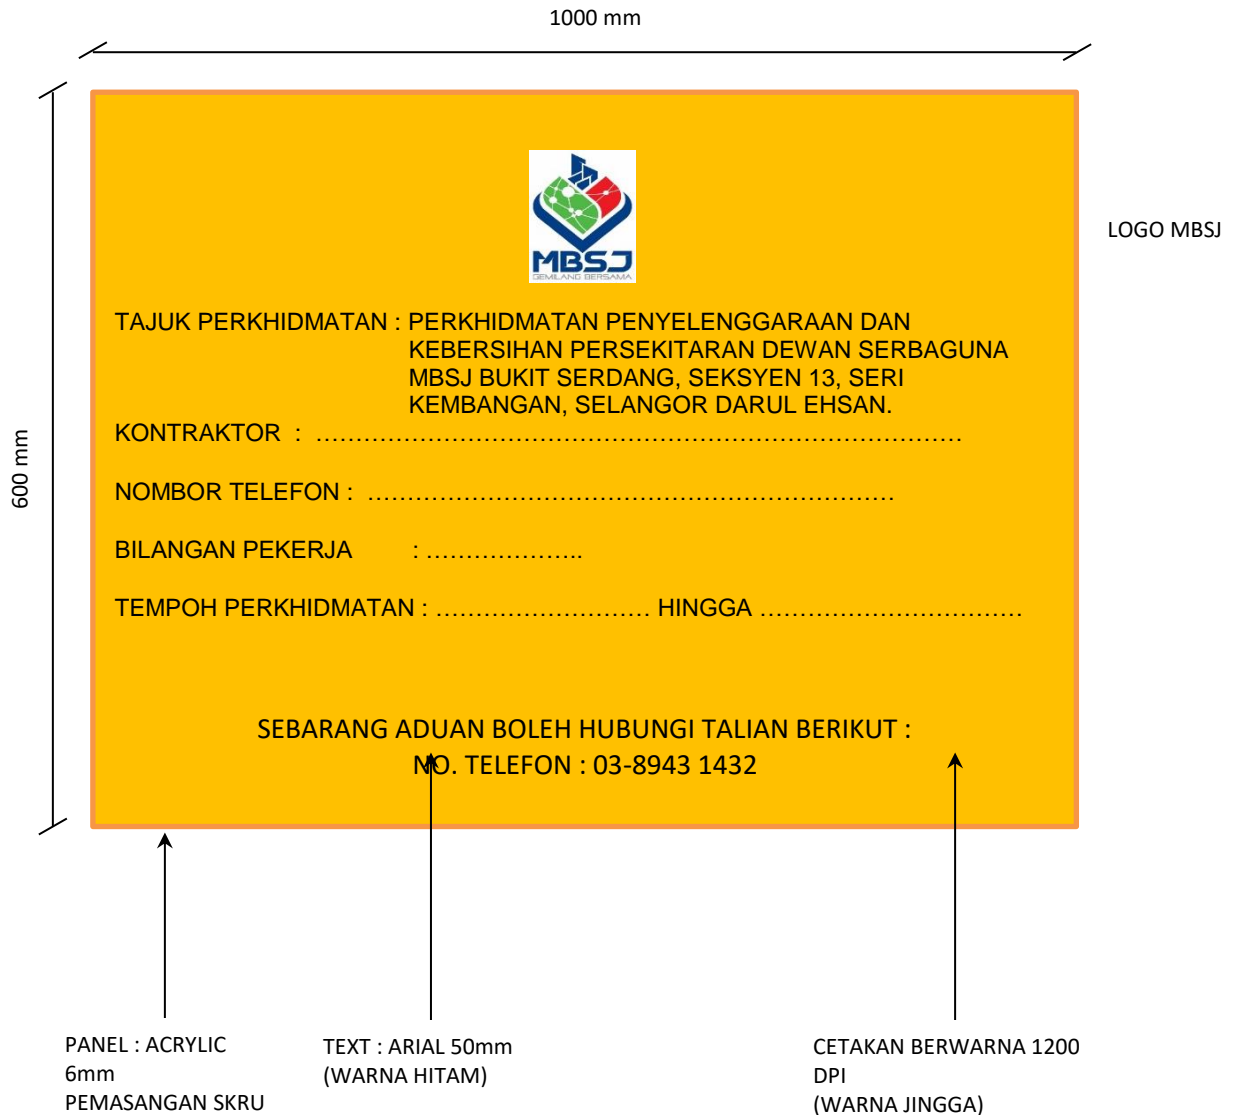 1000 mm
MBSJ
GEMILANG BERSAMA
LOGO MBSJ
TAJUK PERKHIDMATAN : PERKHIDMATAN PENYELENGGARAAN DAN
KEBERSIHAN PERSEKITARAN DEWAN SERBAGUNA
MBSJ BUKIT SERDANG, SEKSYEN 13, SERI
KEMBANGAN, SELANGOR DARUL EHSAN.
KONTRAKTOR : ………………………………………………………………………
600 mm
NOMBOR TELEFON : …………………………………………………………
BILANGAN PEKERJA : ………………..
TEMPOH PERKHIDMATAN : ……………………… HINGGA ……………………………
SEBARANG ADUAN BOLEH HUBUNGI TALIAN BERIKUT :
NO. TELEFON : 03-8943 1432
PANEL : ACRYLIC
6mm
PEMASANGAN SKRU
TEXT : ARIAL 50mm
(WARNA HITAM)
CETAKAN BERWARNA 1200
DPI
(WARNA JINGGA)